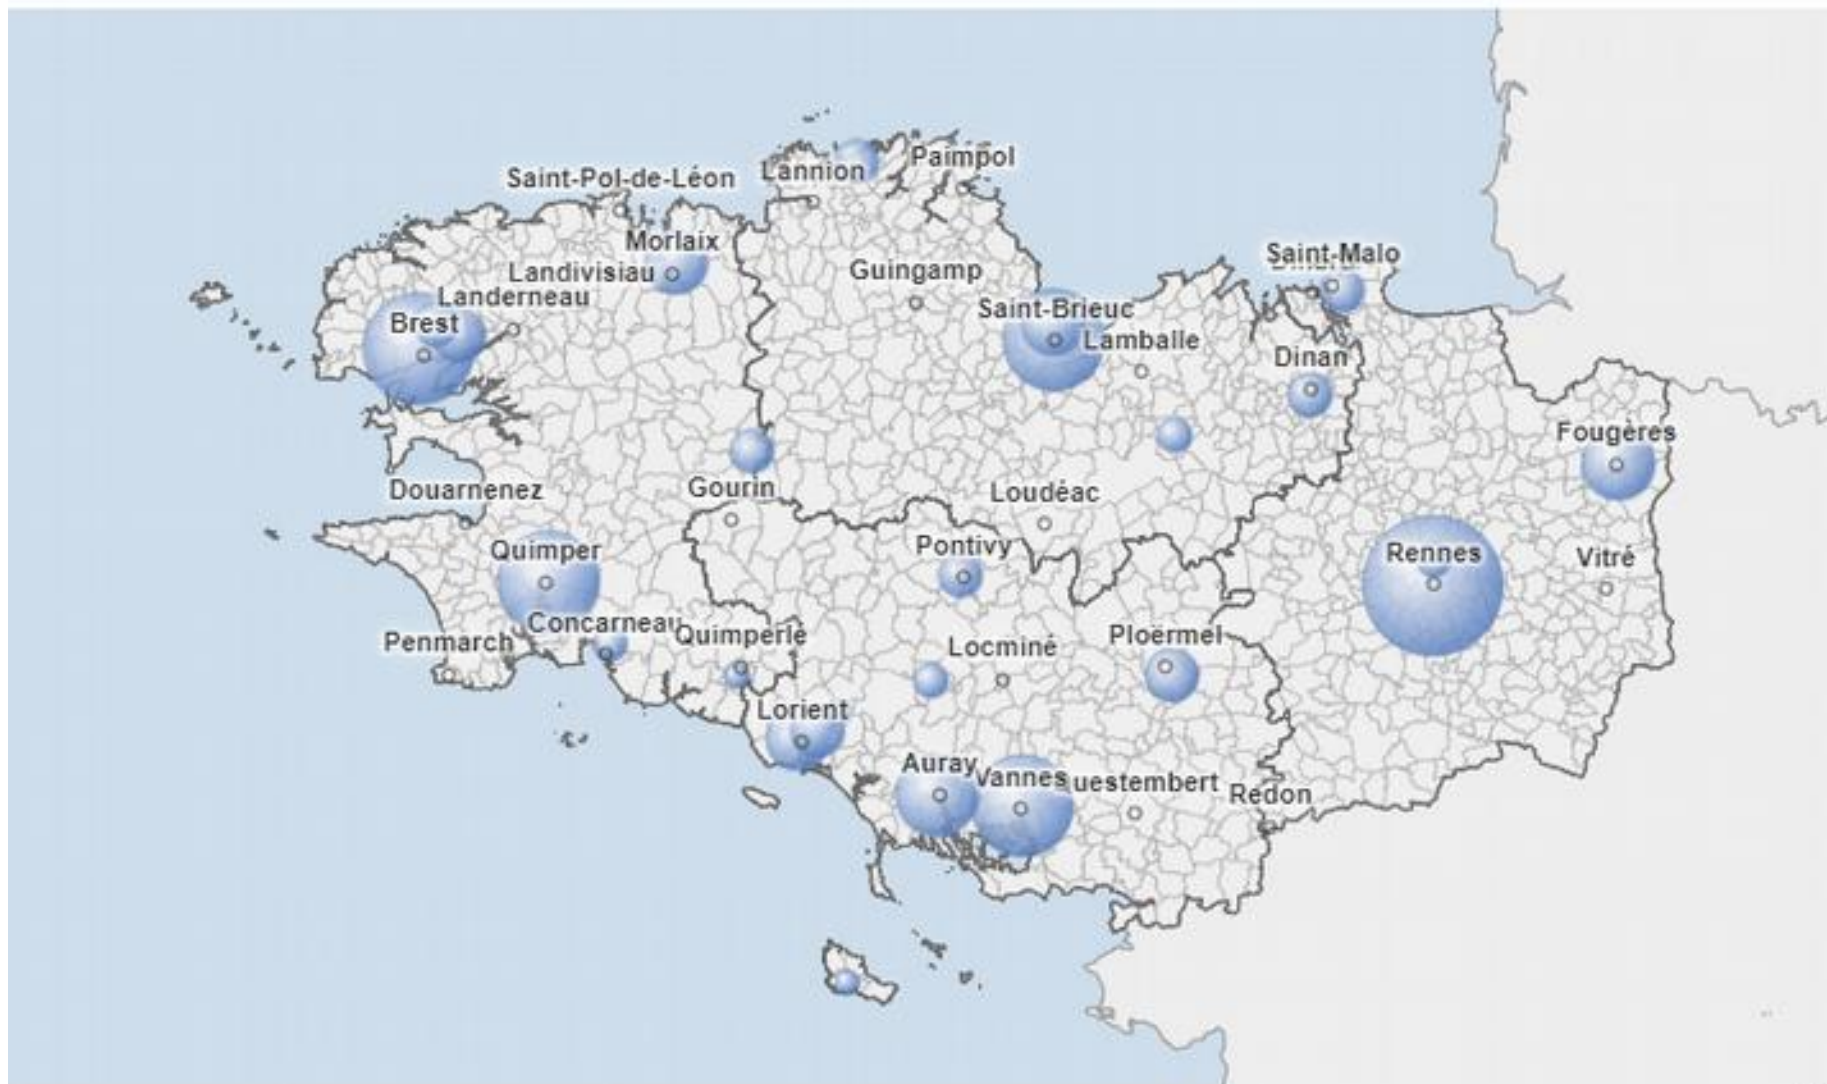 Paimpol
Lannion
Saint-Pol-de-Léon
Morlaix
Saint-Malo
Landivisiau
Guingamp
Landerneau
Saint-Brieuc
Brest
Lamballe
Dinan
Fougères
Gourin
Douarnenez
Loudéac
Quimper
Pontivy
Rennes
Vitré
Concarneau
Quimperlé
Ploërmel
Penmarch
Locminé
Lorient
Auray
Vannes
uestembert
Redon